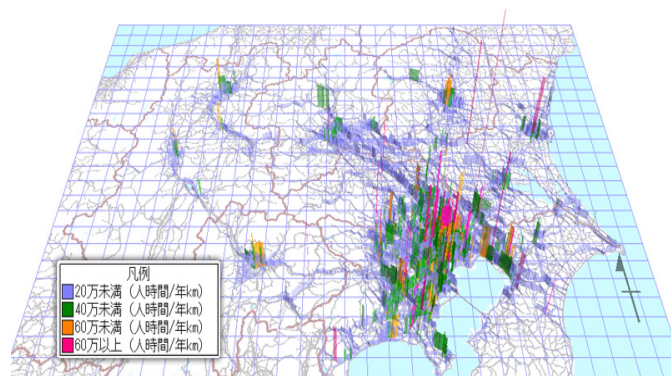 凡例
20万未満 (人時間/年km)
40万未満 (人時間/年km)
60万未満 (人時間/年km)
60万以上 (人時間/年km)